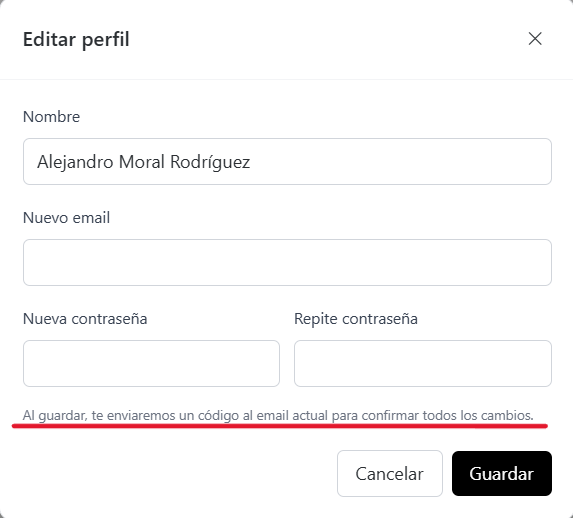 Editar perfil
Nombre
Alejandro Moral Rodríguez
Nuevo email
Nueva contraseña Repite contraseña
Al guardar, te enviaremos un código al email actual para confirmar todos los cambios.
Cancelar Guardar